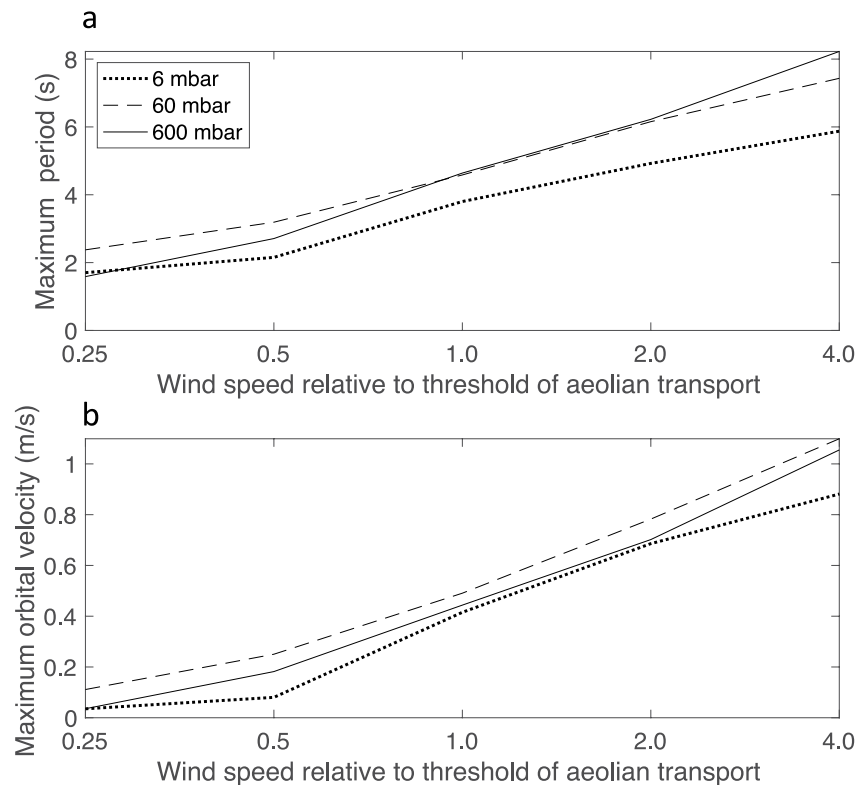 a
Maximum period (s)
8
6
4
2
0
6 mbar
60 mbar
600 mbar
0.25 0.5 1.0 2.0 4.0
Wind speed relative to threshold of aeolian transport
b
Maximum orbital velocity (m/s)
1
0.8
0.6
0.4
0.2
0
0.25 0.5 1.0 2.0 4.0
Wind speed relative to threshold of aeolian transport